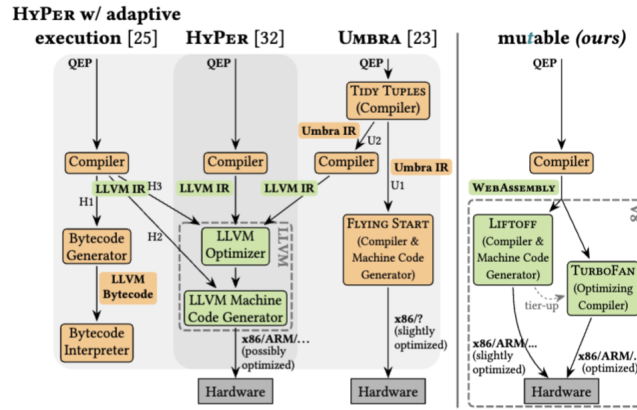 HYPER w/ adaptive
execution [25]
HYPER [32]
UMBRA [23]
mutable (ours)
QEP
QEP
QEP
QEP
TIDY TUPLES
(Compiler)
Umbra IR
U2
Compiler
Compiler
Compiler
Compiler
Umbra IR
LLVM IR
H3
LLVM IR
LLVM IR
U1
WEBASSEMBLY
V8
H1
H2
Bytecode
Generator
LLVM
Optimizer
LLVM
FLYING START
(Compiler &
Machine Code
Generator)
LIFTOFF
(Compiler &
Machine Code
Generator)
TURBOFAN
(Optimizing
Compiler)
tier-up
LLVM
Bytecode
LLVM Machine
Code Generator
Bytecode
Interpreter
x86/ARM/...
(possibly
optimized)
x86/?
(slightly
optimized)
x86/ARM/...
(slightly
optimized)
x86/ARM/..
(optimized)
Hardware
Hardware
Hardware